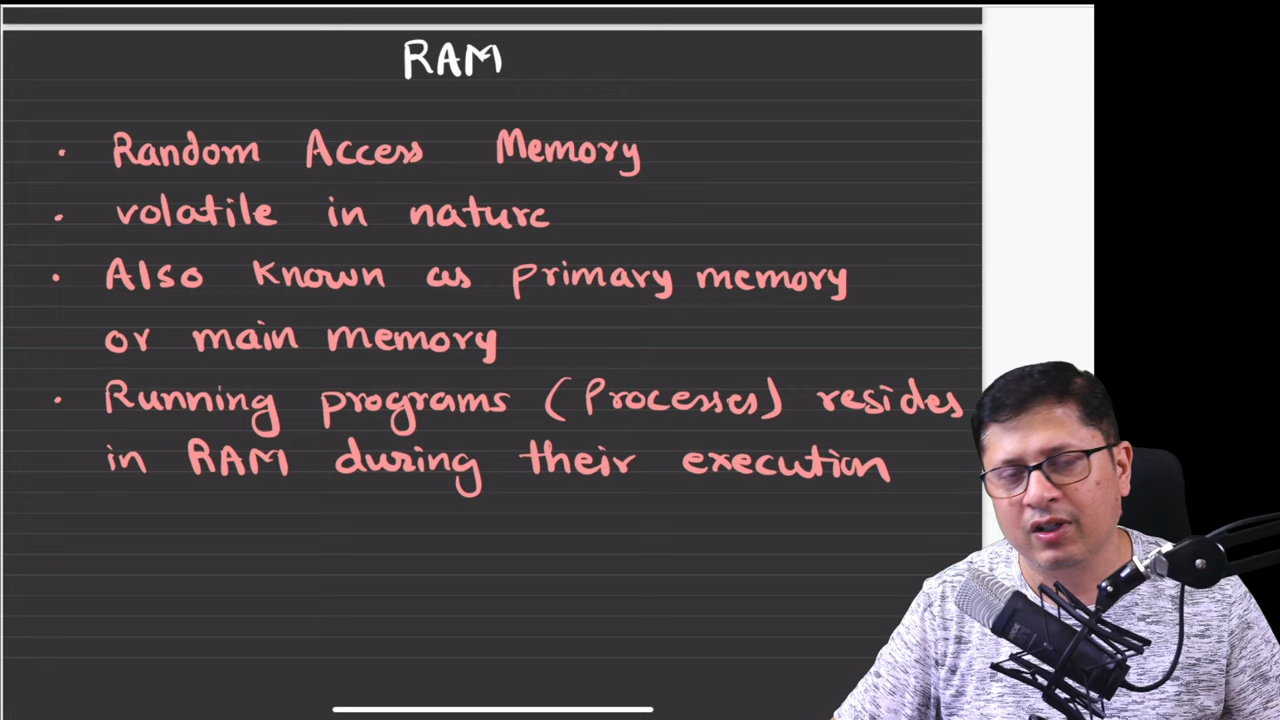 RAM
· Random Access Memory
· volatile in nature
· Also known as primary memory
or main memory
· Running programs (Processes) resides
in RAM during their execution